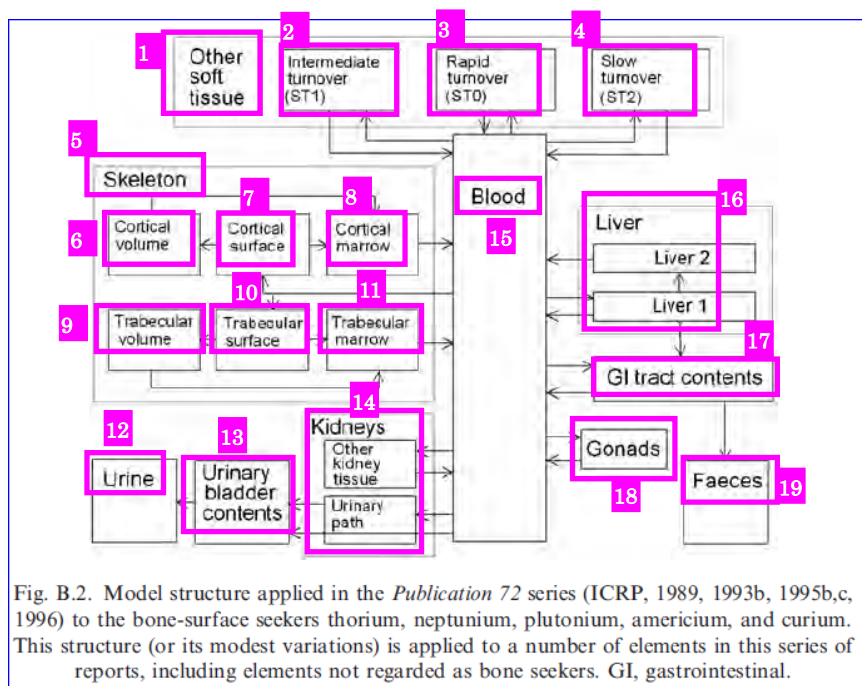 1
Other
soft
tissue
2
Intermediate
turnover
(ST1)
3
Rapid
turnover
(ST0)
4
Slow
turnover
(ST2)
5
Skeleton
6
Cortical
volume
7
Cortical
surface
8
Cortical
marrow
9
Trabecular
volume
10
Trabecular
surface
11
Trabecular
marrow
Blood
15
16
Liver
Liver 2
Liver 1
17
GI tract contents
12
Urine
13
Urinary
bladder
contents
14
Kidneys
Other
kidney
tissue
Urinary
path
Gonads
18
Faeces
19
Fig. B.2. Model structure applied in the Publication 72 series (ICRP, 1989, 1993b, 1995b,c,
1996) to the bone-surface seekers thorium, neptunium, plutonium, americium, and curium.
This structure (or its modest variations) is applied to a number of elements in this series of
reports, including elements not regarded as bone seekers. GI, gastrointestinal.